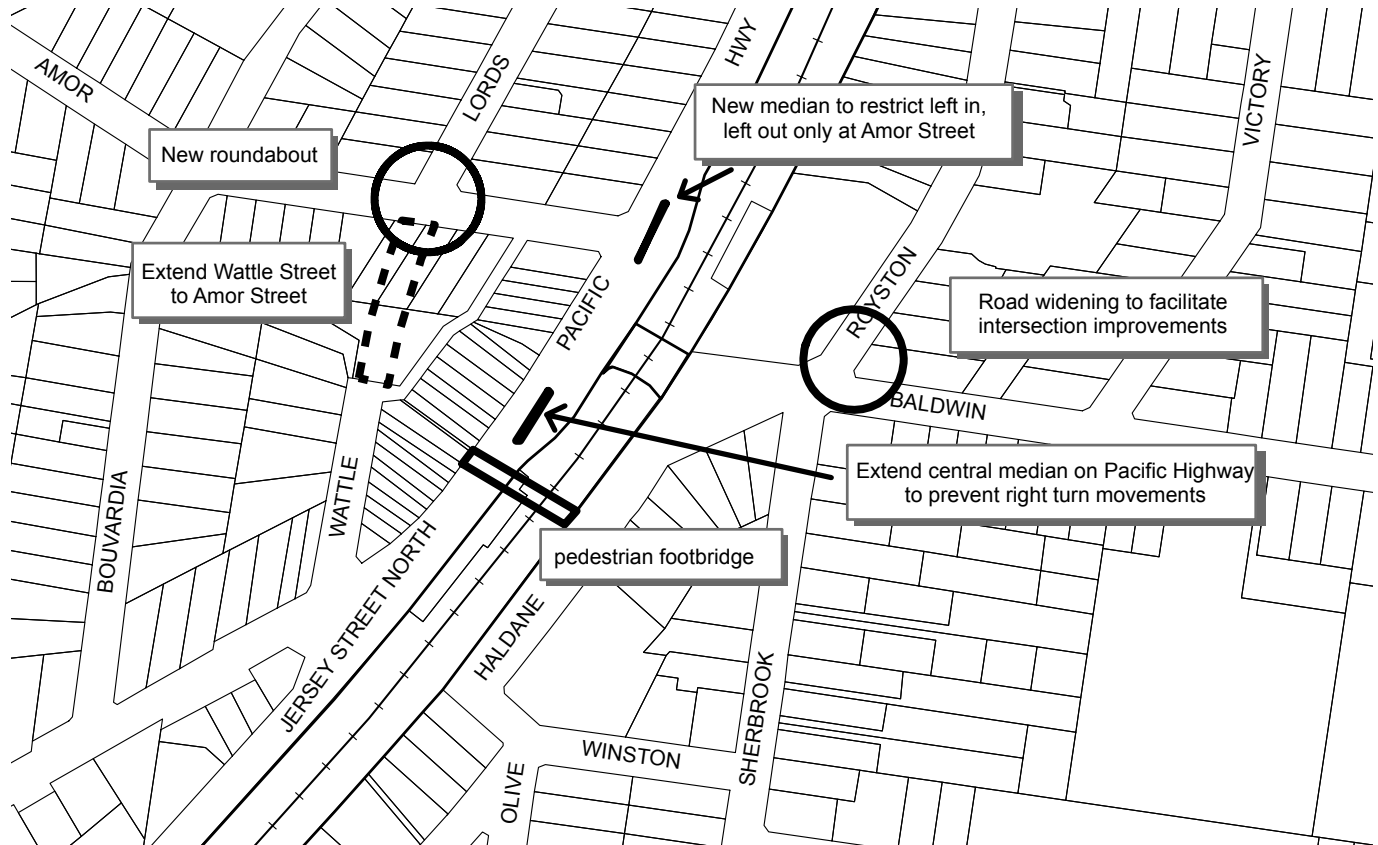 AMOR
LORDS
HWY
VICTORY
New roundabout
New median to restrict left in,
left out only at Amor Street
Extend Wattle Street
to Amor Street
PACIFIC
ROYSTON
Road widening to facilitate
intersection improvements
BALDWIN
Extend central median on Pacific Highway
to prevent right turn movements
WATTLE
BOUVARDIA
pedestrian footbridge
JERSEY STREET NORTH
HALDANE
SHERBROOK
WINSTON
OLIVE